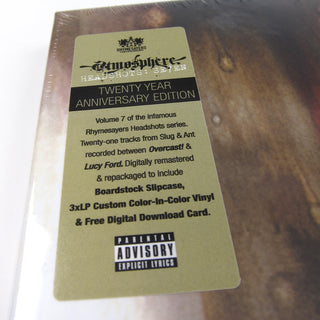 RHYMESAYERS
Atmosphere
HEADSHOTS: SE7EN
TWENTY YEAR
ANNIVERSARY EDITION
Volume 7 of the infamous
Rhymesayers Headshots series.
Twenty-one tracks from Slug & Ant
recorded between Overcast! &
Lucy Ford. Digitally remastered
& repackaged to include
Boardstock Slipcase,
3xLP Custom Color-In-Color Vinyl
& Free Digital Download Card.
PARENTAL
ADVISORY
EXPLICIT LYRICS